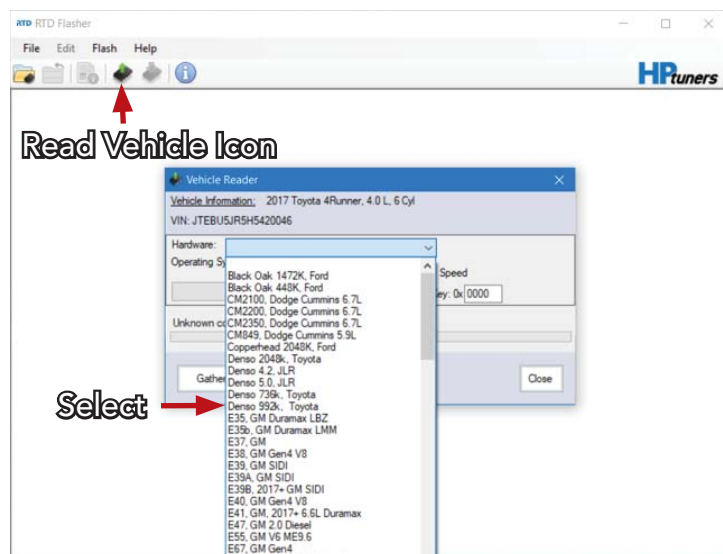 RTD RTD Flasher
File Edit Flash Help
HPtuners
Read Vehicle Icon
Vehicle Reader
Vehicle Information: 2017 Toyota 4Runner, 4.0 L, 6 Cyl
VIN: JTEBU5JR5H5420046
Hardware:
Operating Sy
Speed
ey: 0x 0000
Unknown co
Black Oak 1472K, Ford
Black Oak 448K, Ford
CM2100, Dodge Cummins 6.7L
CM2200, Dodge Cummins 6.7L
CM2350, Dodge Cummins 6.7L
CM849, Dodge Cummins 5.9L
Copperhead 2048K, Ford
Denso 2048k, Toyota
Denso 4.2, JLR
Denso 5.0, JLR
Denso 736k, Toyota
Denso 992k, Toyota
E35, GM Duramax LBZ
E35b, GM Duramax LMM
E37, GM
E38, GM Gen4 V8
E39, GM SIDI
E39A, GM SIDI
E39B, 2017+ GM SIDI
E40, GM Gen4 V8
E41, GM, 2017+ 6.6L Duramax
E47, GM 2.0 Diesel
E55, GM V6 ME9.6
E67, GM Gen4
Gathe
Close
Select